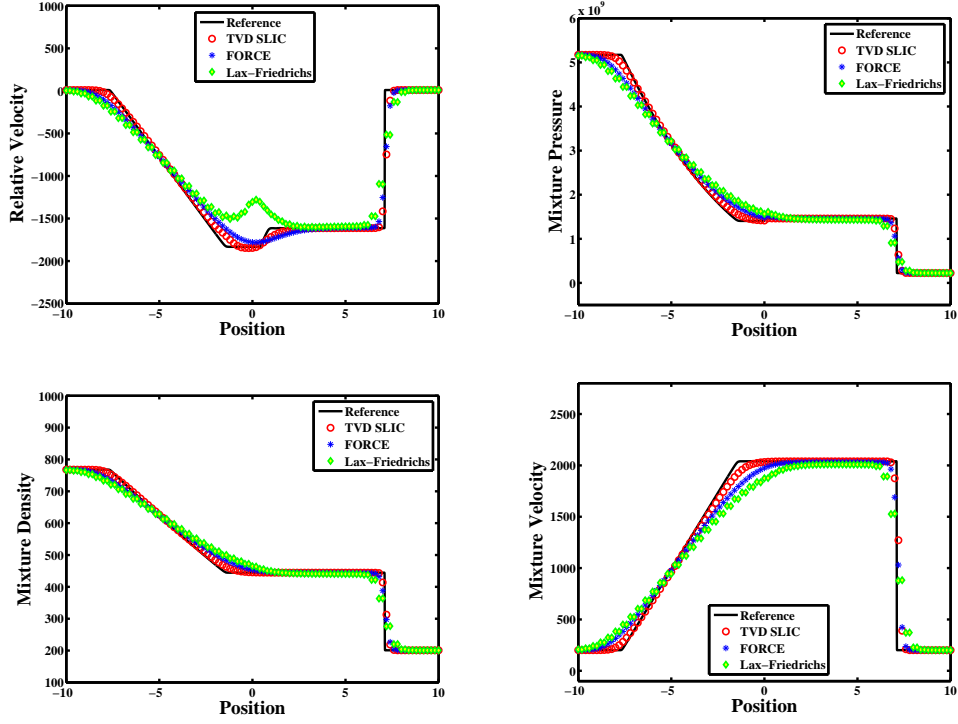 1000
500
0
−500
−1000
−1500
−2000
−2500
−10
−5
0
5
10
Relative Velocity
Position
Reference
TVD SLIC
FORCE
Lax−Friedrichs
x 10^9
6
5
4
3
2
1
0
−10
−5
0
5
10
Mixture Pressure
Position
Reference
TVD SLIC
FORCE
Lax−Friedrichs
1000
900
800
700
600
500
400
300
200
100
−10
−5
0
5
10
Mixture Density
Position
Reference
TVD SLIC
FORCE
Lax−Friedrichs
2500
2000
1500
1000
500
0
−10
−5
0
5
10
Mixture Velocity
Position
Reference
TVD SLIC
FORCE
Lax−Friedrichs